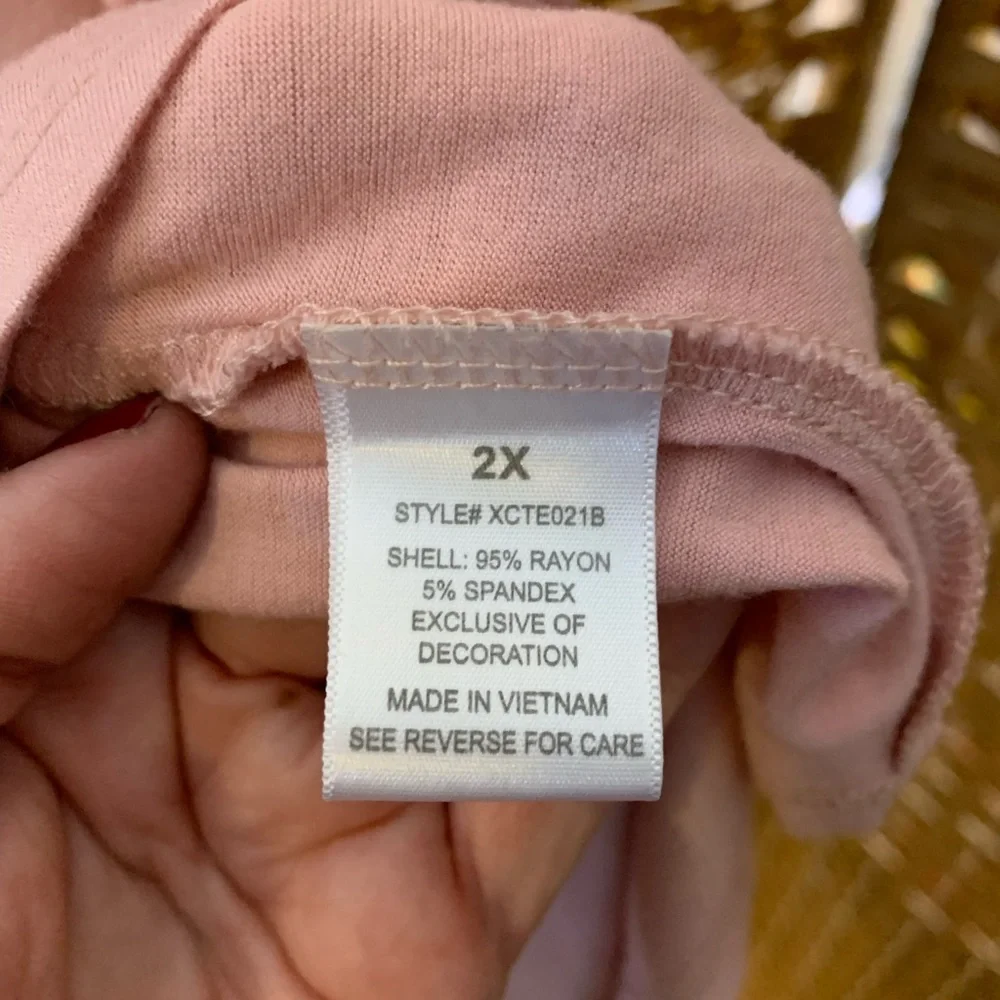 2X
STYLE# XCTE021B
SHELL: 95% RAYON
5% SPANDEX
EXCLUSIVE OF
DECORATION
MADE IN VIETNAM
SEE REVERSE FOR CARE